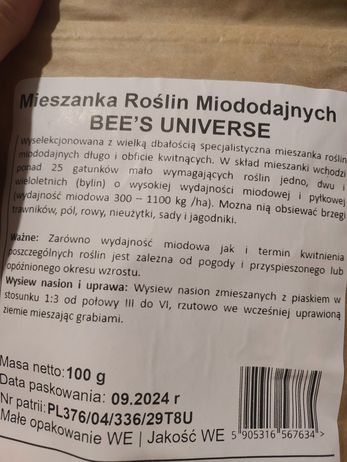 Mieszanka Roślin Miododajnych
BEE'S UNIVERSE
Wyselekcjonowana z wielką dbałością specjalistyczna mieszanka roślin
miododajnych długo i obficie kwitnących. W skład mieszanki wchodzi
ponad 25 gatunków mało wymagających roślin jedno, dwu i
wieloletnich (bylin) o wysokiej wydajności miodowej i pyłkowej
(wydajność miodowa 300 – 1100 kg /ha). Można nią obsiewać brzegi
trawników, pól, rowy, nieużytki, sady i jagodniki.
Ważne: Zarówno wydajność miodowa jak i termin kwitnienia
poszczególnych roślin jest zależna od pogody i przyspieszonego lub
opóźnionego okresu wzrostu.
Wysiew nasion i uprawa: Wysiew nasion zmieszanych z piaskiem w
stosunku 1:3 od połowy III do VI, rzutowo we wcześniej uprawioną
ziemie mieszając grabiami.
Masa netto: 100 g
Data paskowania: 09.2024 r
Nr patrii: PL376/04/336/29T8U
Małe opakowanie WE | Jakość WE
5 905316 567634 >